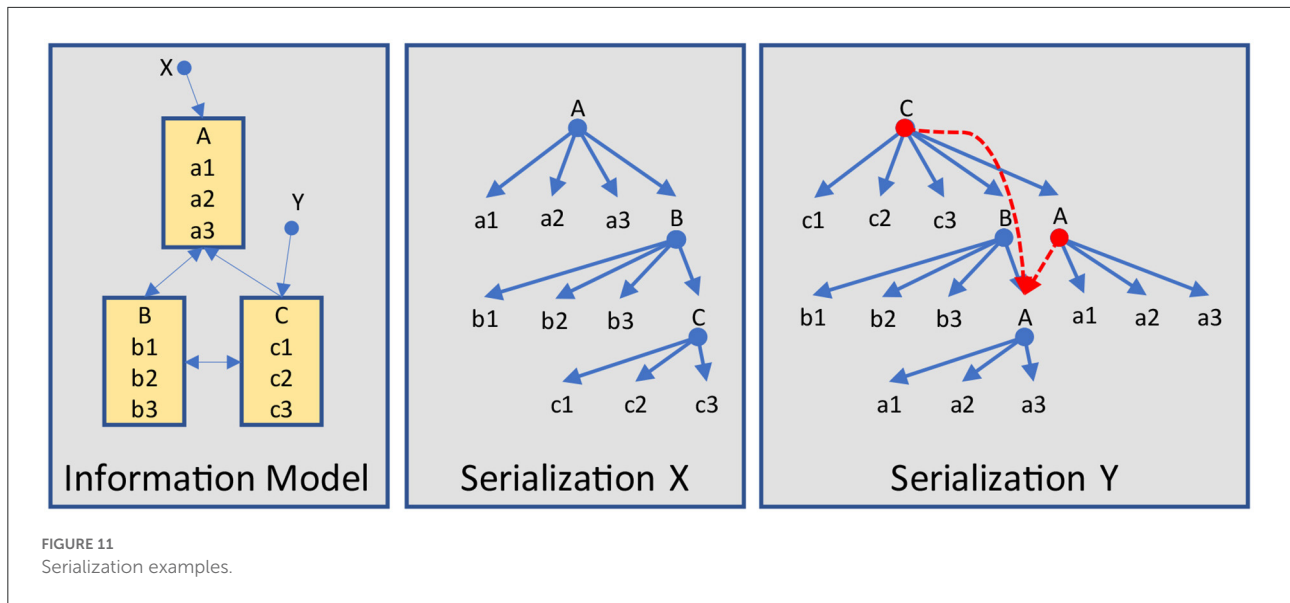 X
A
a1
a2
a3
Y
B
b1
b2
b3
C
c1
c2
c3
Information Model
A
a1 a2 a3 B
b1 b2 b3 C
c1 c2 c3
Serialization X
C
c1 c2 c3 B A
b1 b2 b3 A a1 a2 a3
a1 a2 a3
Serialization Y
FIGURE 11
Serialization examples.